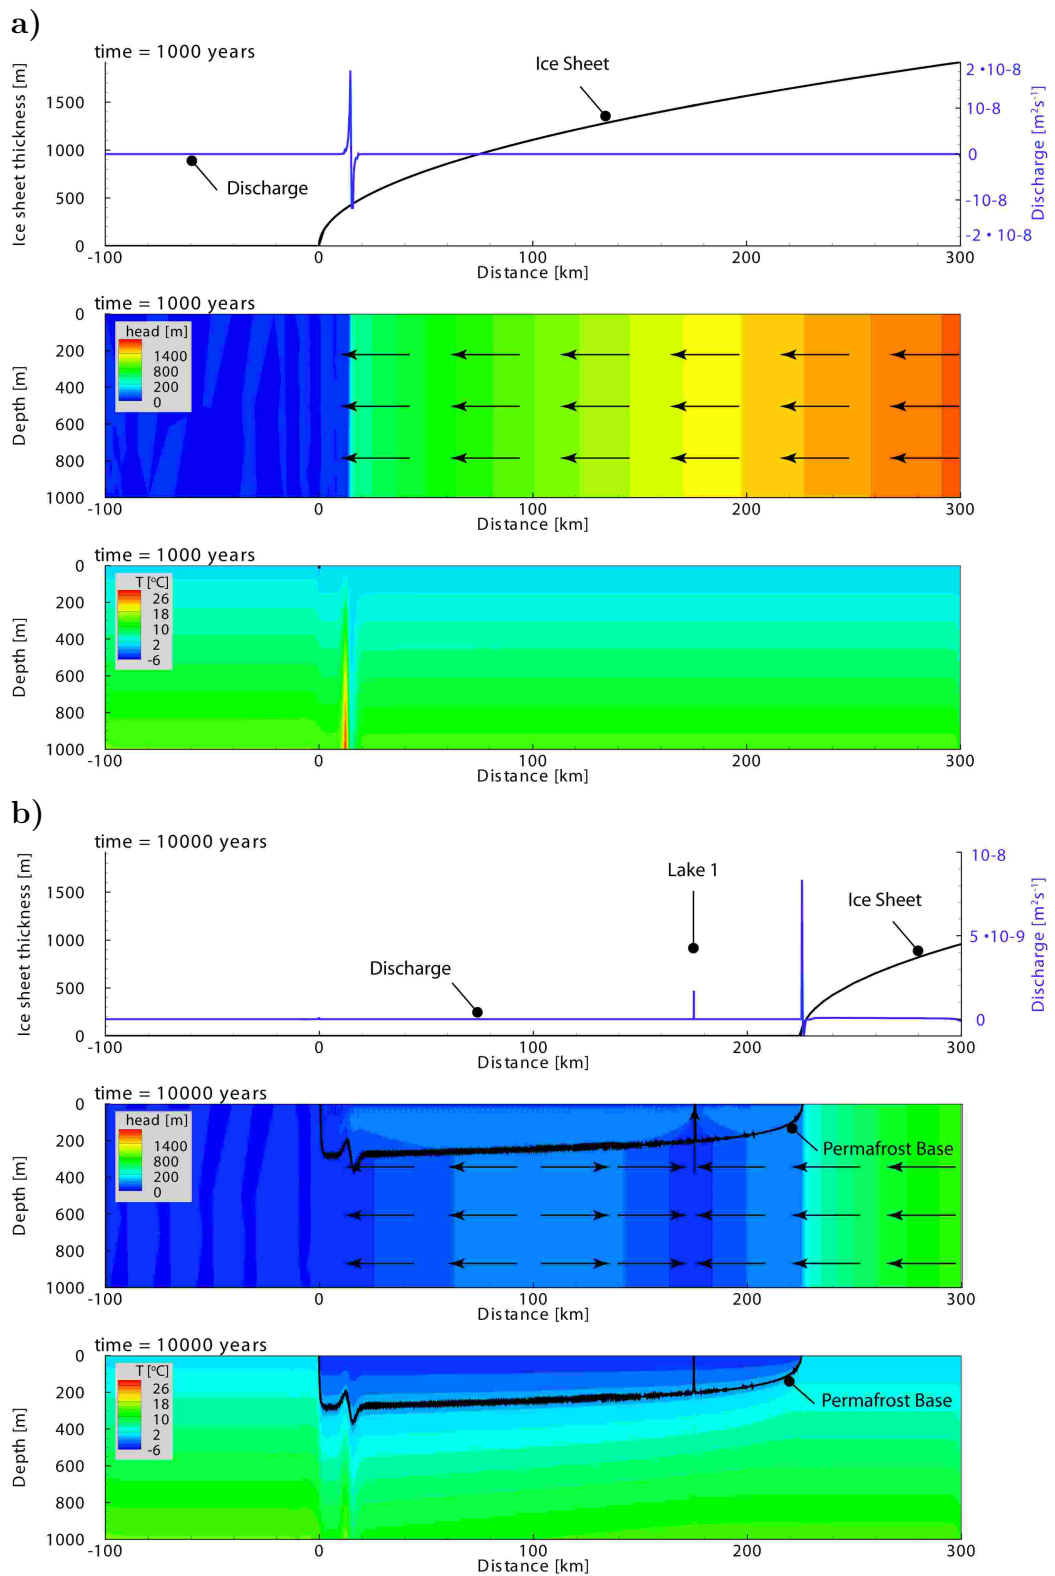 a)
time = 1000 years
Ice Sheet
Discharge
Ice sheet thickness [m]
1500
1000
500
0
2 •10-8
10-8
0
-10-8
-2 • 10-8
Discharge [m²s-¹]
-100 0 100 200 300
Distance [km]
time = 1000 years
head [m]
1400
800
200
0
Depth [m]
0
200
400
600
800
1000
-100 0 100 200 300
Distance [km]
time = 1000 years
T [ºC]
26
18
10
2
-6
Depth [m]
0
200
400
600
800
1000
-100 0 100 200 300
Distance [km]
b)
time = 10000 years
Lake 1
Ice Sheet
Discharge
Ice sheet thickness [m]
1500
1000
500
0
10-8
5 •10-9
0
Discharge [m²s-¹]
-100 0 100 200 300
Distance [km]
time = 10000 years
head [m]
1400
800
200
0
Permafrost Base
Depth [m]
0
200
400
600
800
1000
-100 0 100 200 300
Distance [km]
time = 10000 years
T [ºC]
26
18
10
2
-6
Permafrost Base
Depth [m]
0
200
400
600
800
1000
-100 0 100 200 300
Distance [km]